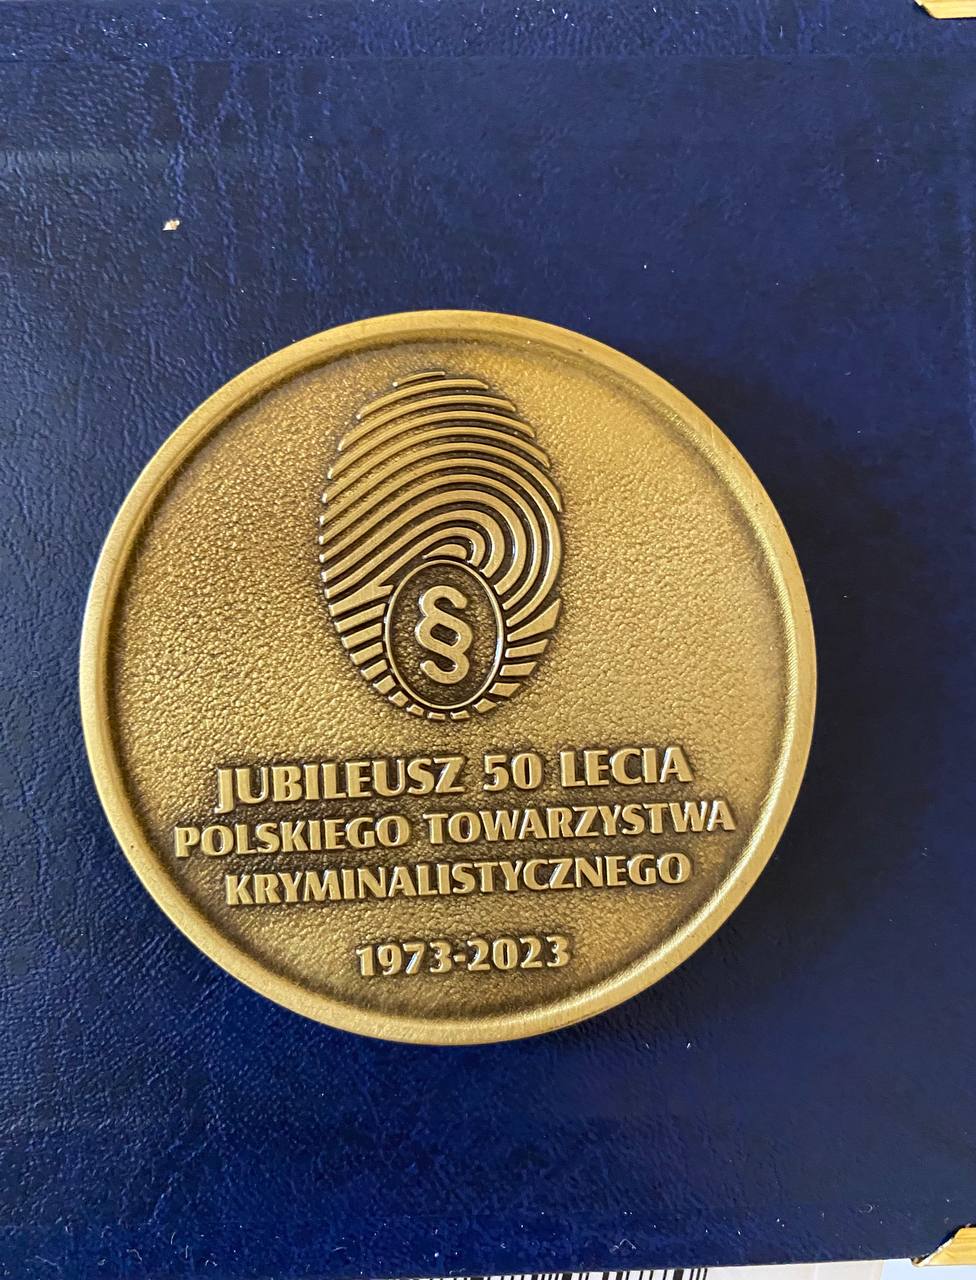 §
JUBILEUSZ 50 LECIA
POLSKIEGO TOWARZYSTWA
KRYMINALISTYCZNEGO
1973-2023